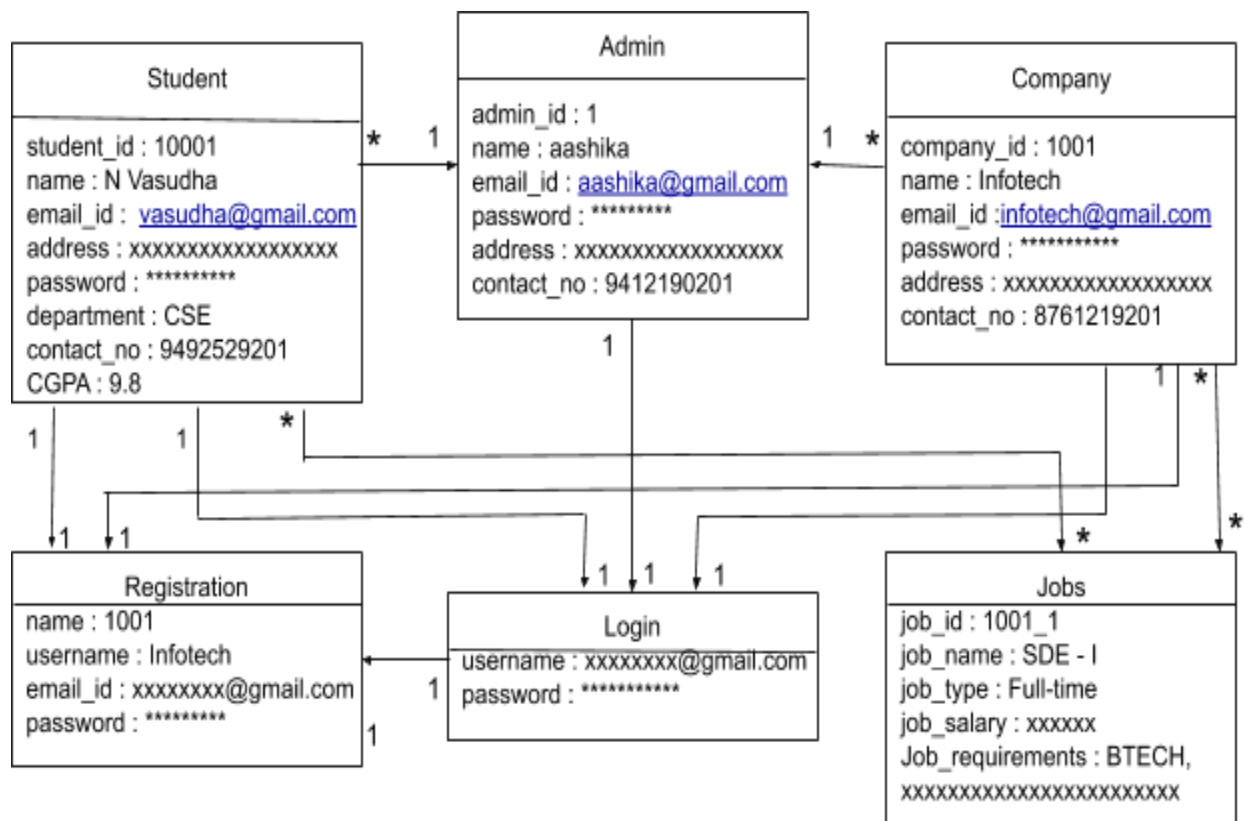 Student
student_id : 10001
name : N Vasudha
email_id : vasudha@gmail.com
address : xxxxxxxxxxxxxxxxxx
password : **********
department : CSE
contact_no : 9492529201
CGPA : 9.8
* 1
Admin
admin_id : 1
name : aashika
email_id : aashika@gmail.com
password : *********
address : xxxxxxxxxxxxxxxxxx
contact_no : 9412190201
1 *
Company
company_id : 1001
name : Infotech
email_id :infotech@gmail.com
password : ***********
address : xxxxxxxxxxxxxxxxxx
contact_no : 8761219201
1 1 * 1 1 *
1 1 1 1 1 * *
Registration
name : 1001
username : Infotech
email_id : xxxxxxxx@gmail.com
password : *********
1 1
Login
username : xxxxxxxx@gmail.com
password : ***********
Jobs
job_id : 1001_1
job_name : SDE - I
job_type : Full-time
job_salary : xxxxxx
Job_requirements : BTECH,
xxxxxxxxxxxxxxxxxxxxxxxx